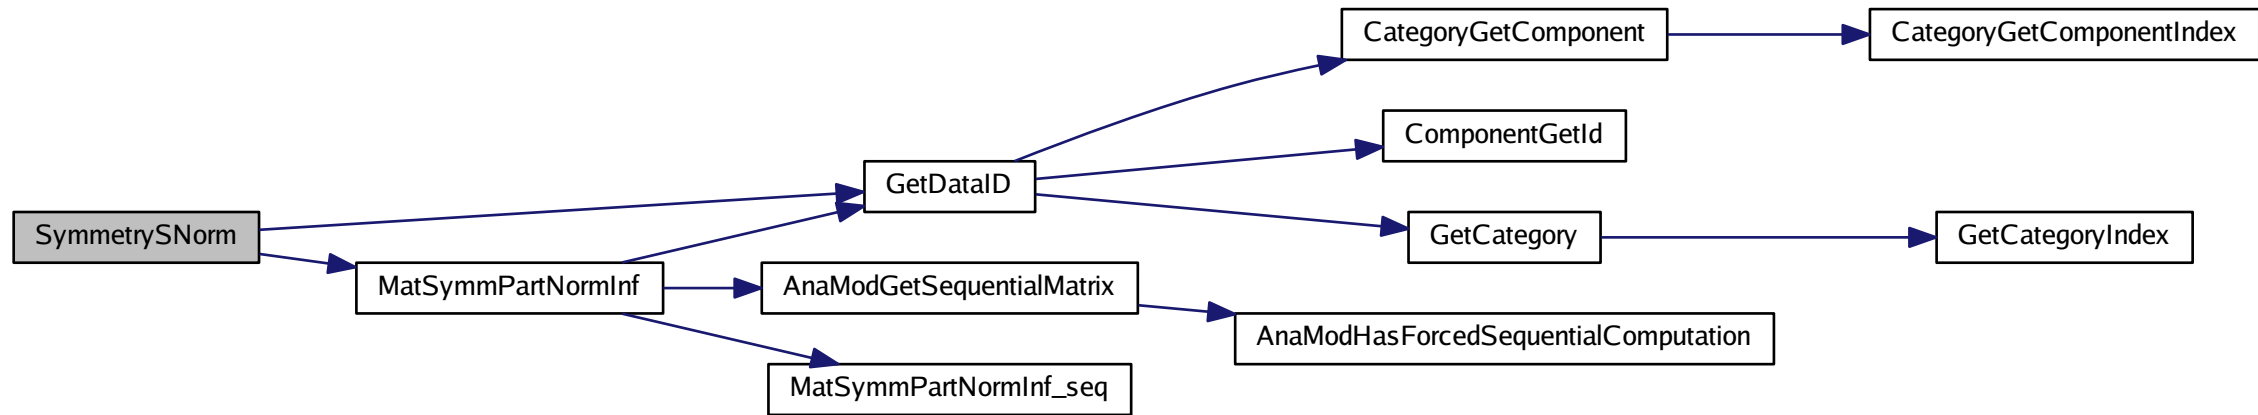 CategoryGetComponent
CategoryGetComponentIndex
ComponentGetId
GetDataID
SymmetrySNorm
GetCategory
GetCategoryIndex
MatSymmPartNormInf
AnaModGetSequentialMatrix
AnaModHasForcedSequentialComputation
MatSymmPartNormInf_seq